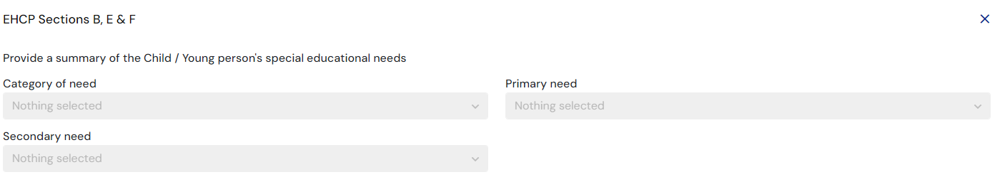 EHCP Sections B, E & F
Provide a summary of the Child / Young person's special educational needs
Category of need
Primary need
Nothing selected
Nothing selected
Secondary need
Nothing selected